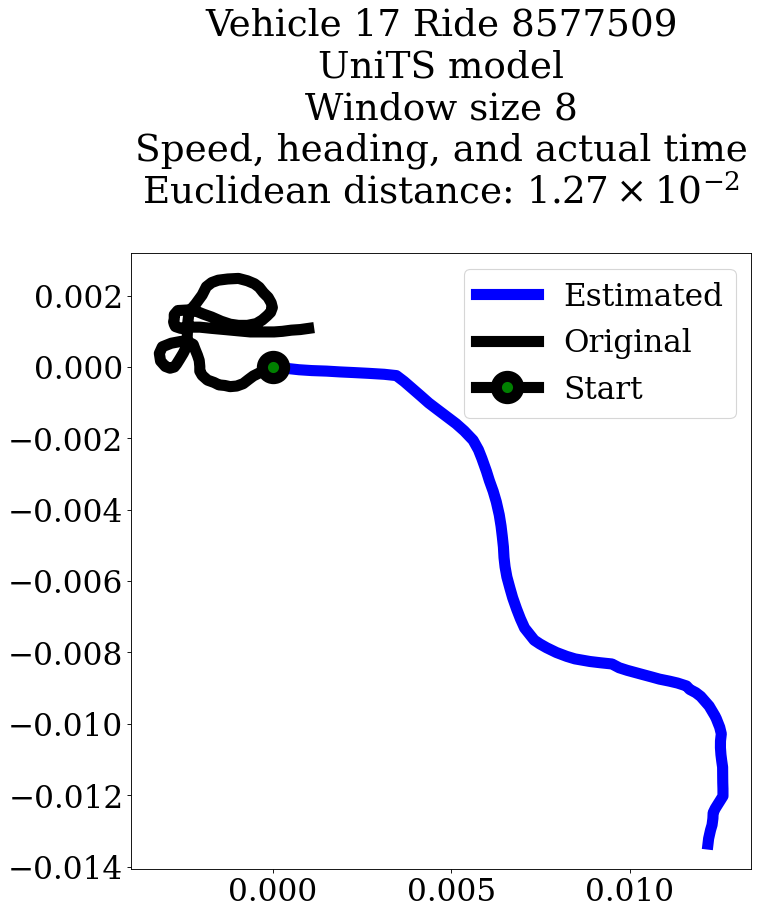 Vehicle 17 Ride 8577509
UniTS model
Window size 8
Speed, heading, and actual time
Euclidean distance: 1.27 × 10⁻²
Estimated
Original
Start
0.002
0.000
−0.002
−0.004
−0.006
−0.008
−0.010
−0.012
−0.014
0.000 0.005 0.010